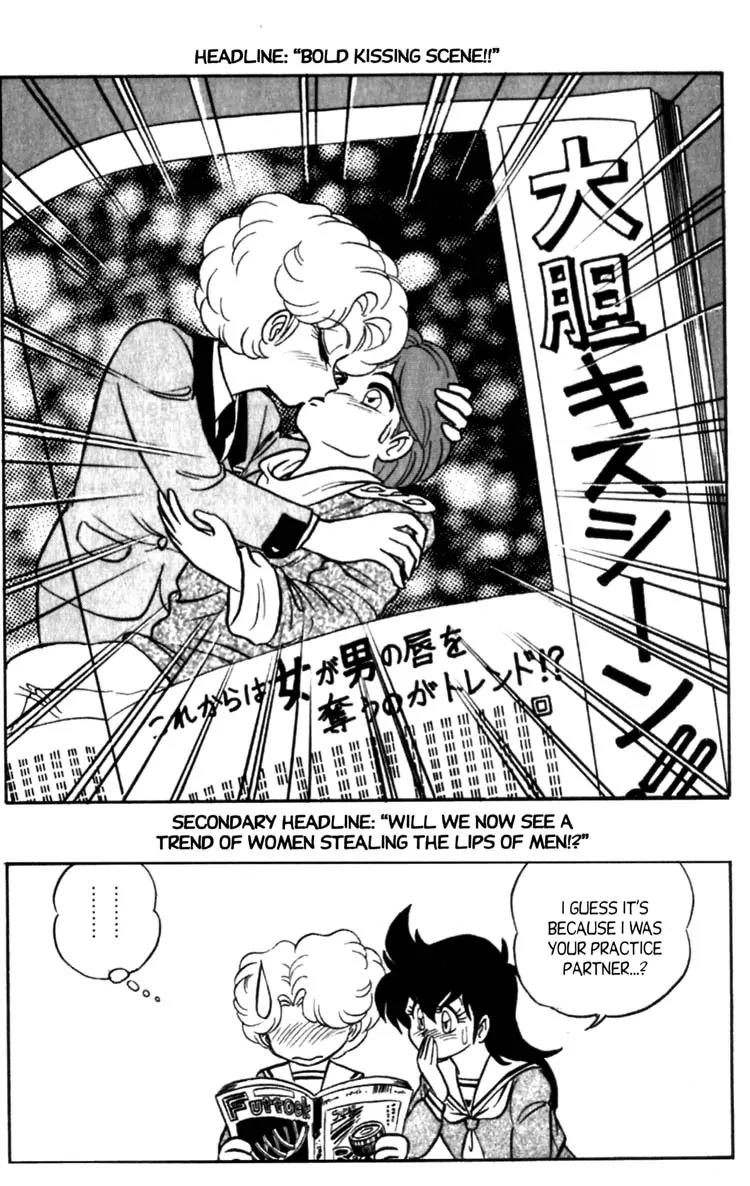 HEADLINE: "BOLD KISSING SCENE!!"
大胆キスシーン!!
これからは女が男の唇を
奪うのがトレンド!?
SECONDARY HEADLINE: "WILL WE NOW SEE A
TREND OF WOMEN STEALING THE LIPS OF MEN!?"
I GUESS IT'S
BECAUSE I WAS
YOUR PRACTICE
PARTNER...?
………
Futtock